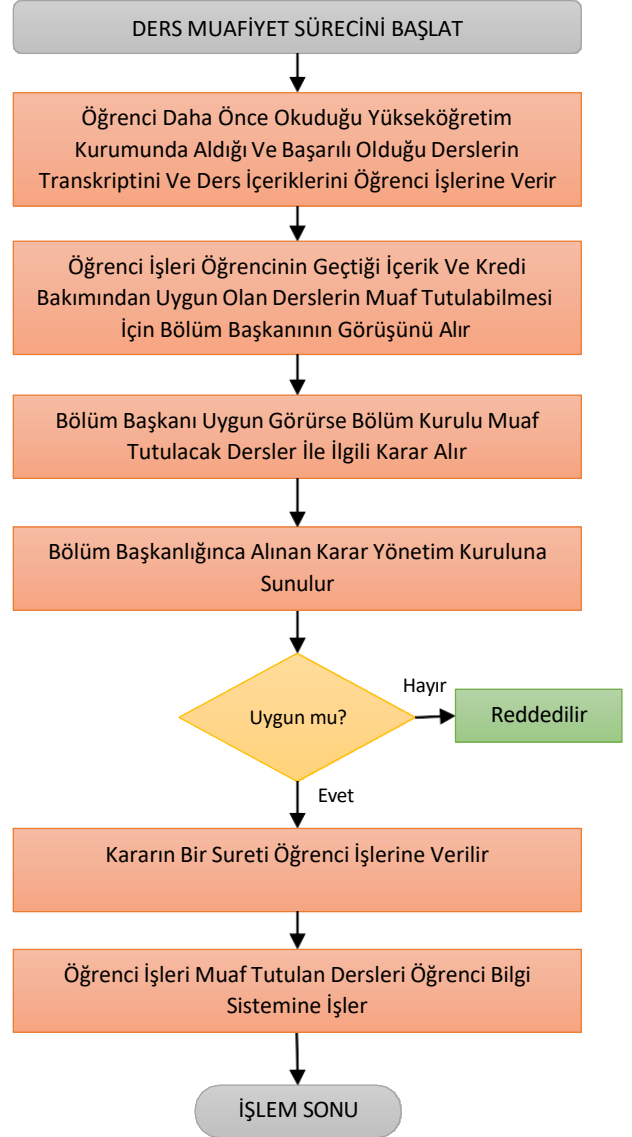 DERS MUAFİYET SÜRECİNİ BAŞLAT
Öğrenci Daha Önce Okuduğu Yükseköğretim
Kurumunda Aldığı Ve Başarılı Olduğu Derslerin
Transkriptini Ve Ders İçeriklerini Öğrenci İşlerine Verir
Öğrenci İşleri Öğrencinin Geçtiği İçerik Ve Kredi
Bakımından Uygun Olan Derslerin Muaf Tutulabilmesi
İçin Bölüm Başkanının Görüşünü Alır
Bölüm Başkanı Uygun Görürse Bölüm Kurulu Muaf
Tutulacak Dersler İle İlgili Karar Alır
Bölüm Başkanlığınca Alınan Karar Yönetim Kuruluna
Sunulur
Uygun mu?
Hayır
Reddedilir
Evet
Kararın Bir Sureti Öğrenci İşlerine Verilir
Öğrenci İşleri Muaf Tutulan Dersleri Öğrenci Bilgi
Sistemine İşler
İŞLEM SONU